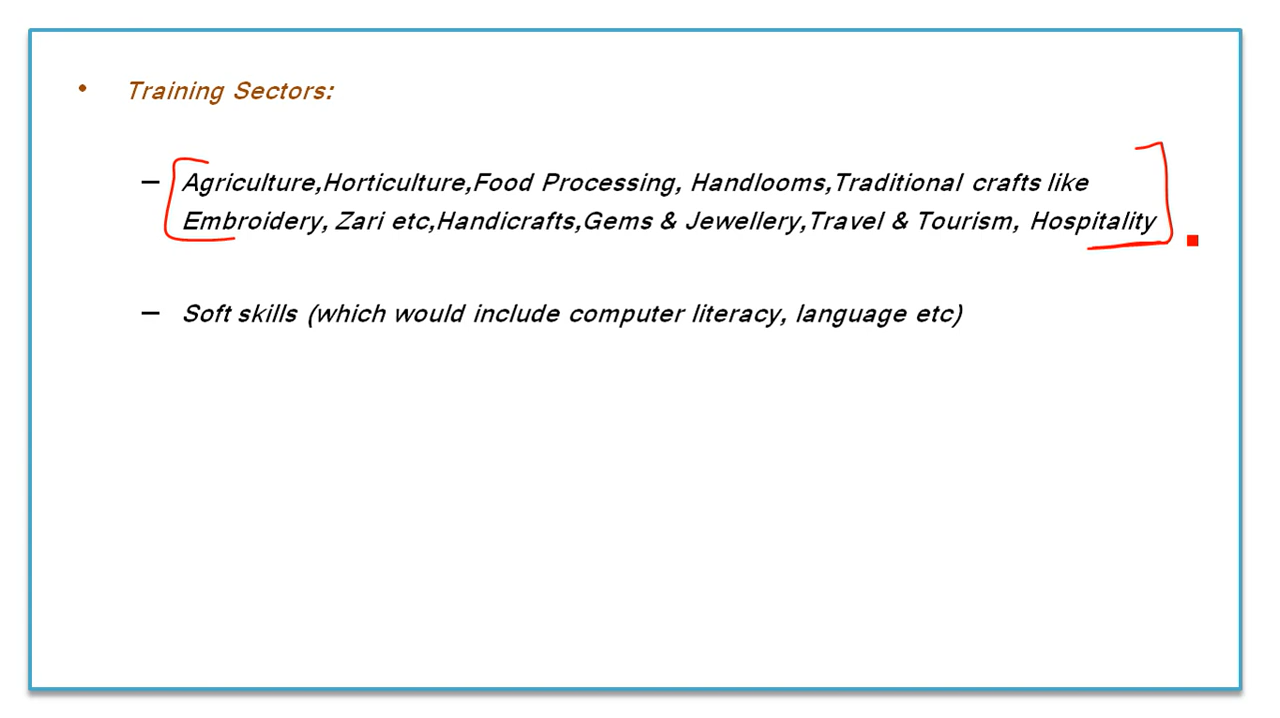 • Training Sectors:
– Agriculture,Horticulture,Food Processing, Handlooms,Traditional crafts like
Embroidery, Zari etc,Handicrafts,Gems & Jewellery,Travel & Tourism, Hospitality
– Soft skills (which would include computer literacy, language etc)